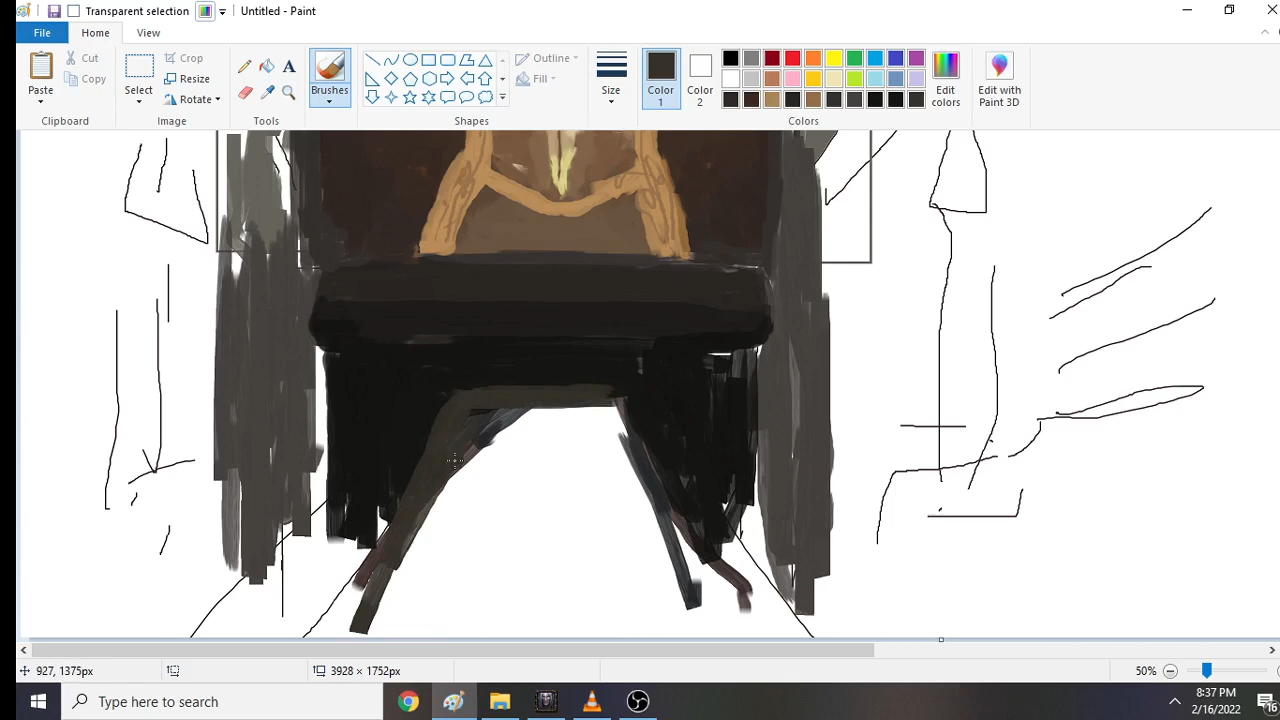 Transparent selection Untitled - Paint
File Home View
Cut Crop Outline
Resize
Copy
Fill
Rotate
Paste Select Brushes Size Color 1 Color 2 Edit colors Edit with Paint 3D
Clipboard Image Tools Shapes Colors
927, 1375px 3928 × 1752px 50%
Type here to search 8:37 PM
2/16/2022 16